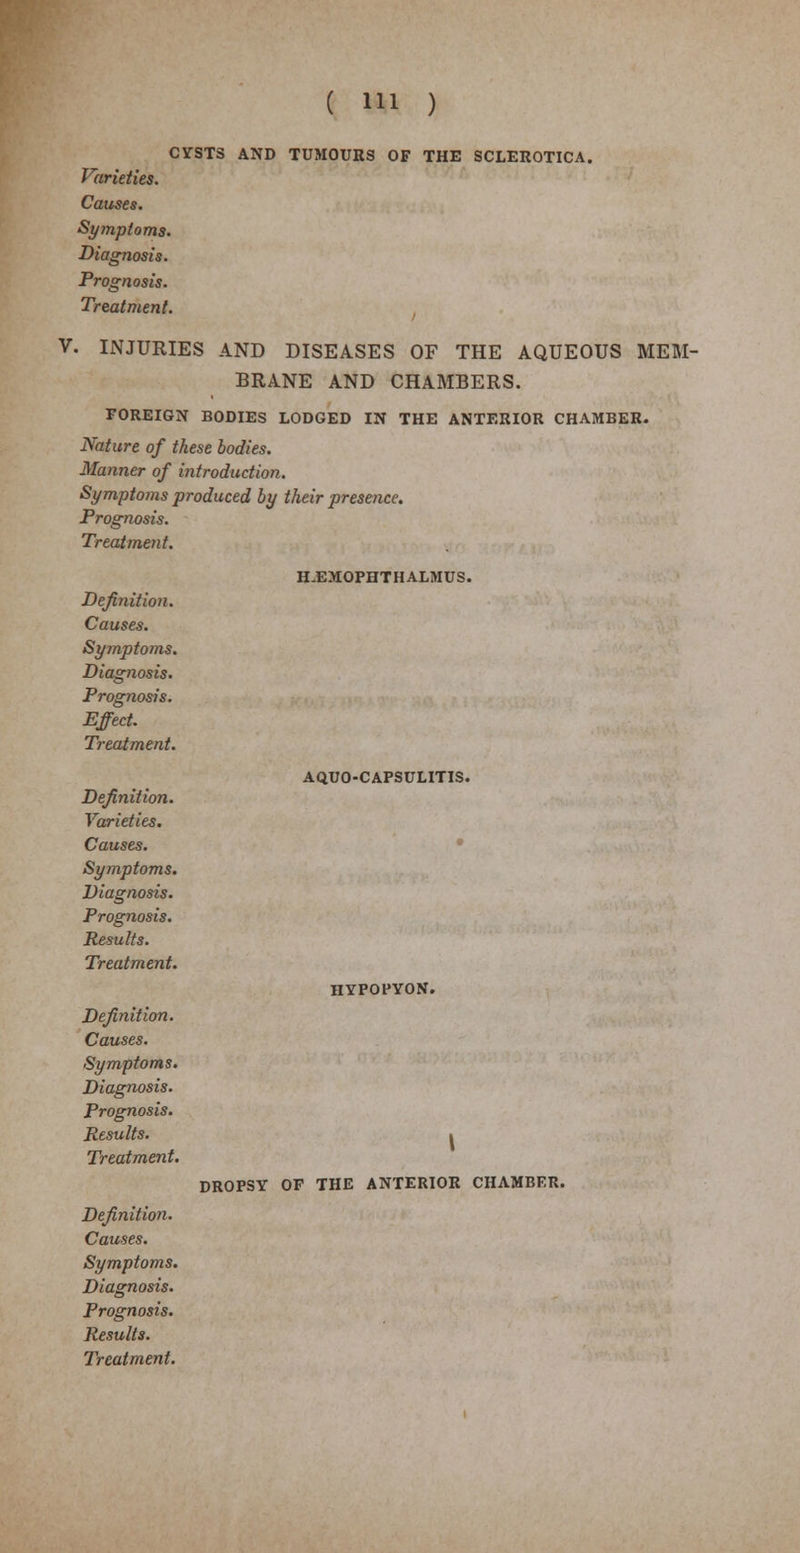 ( 111 )
CYSTS AND TUMOURS OF THE SCLEROTICA.
Varieties.
Causes.
Symptoms.
Diagnosis.
Prognosis.
Treatment.
V. INJURIES AND DISEASES OF THE AQUEOUS MEM-
BRANE AND CHAMBERS.
FOREIGN BODIES LODGED IN THE ANTERIOR CHAMBER.
Nature of these bodies.
Manner of introduction.
Symptoms produced by their presence.
Prognosis.
Treatment.
HÆMOPHTHALMUS.
Definition.
Causes.
Symptoms.
Diagnosis.
Prognosis.
Effect.
Treatment.
AQUO-CAPSULITIS.
Definition.
Varieties.
Causes.
Symptoms.
Diagnosis.
Prognosis.
Results.
Treatment.
HYPOPYON.
Definition.
Causes.
Symptoms.
Diagnosis.
Prognosis.
Results.
Treatment.
DROPSY OF THE ANTERIOR CHAMBER.
Definition.
Causes.
Symptoms.
Diagnosis.
Prognosis.
Results.
Treatment.